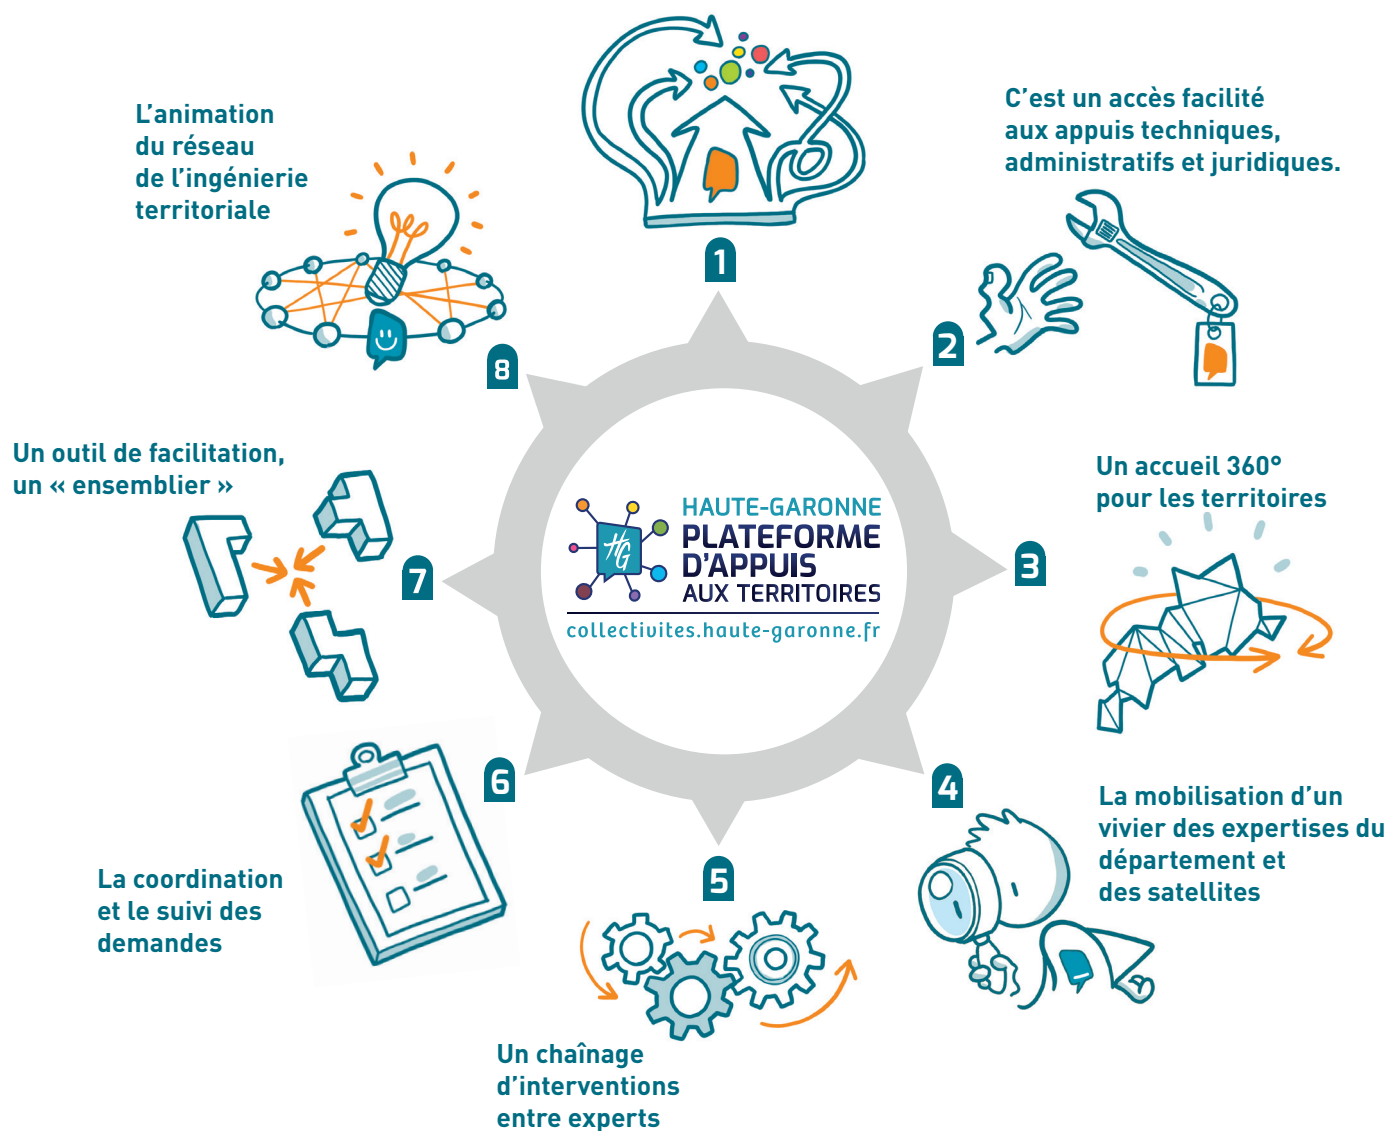 1
C’est un accès facilité
aux appuis techniques,
administratifs et juridiques.
2
Un accueil 360°
pour les territoires
3
La mobilisation d’un
vivier des expertises du
département et
des satellites
4
5
Un chaînage
d’interventions
entre experts
6
La coordination
et le suivi des
demandes
Un outil de facilitation,
un « ensemblier »
7
L’animation
du réseau
de l’ingénierie
territoriale
8
HG
HAUTE-GARONNE
PLATEFORME
D’APPUIS
AUX TERRITOIRES
collectivites.haute-garonne.fr